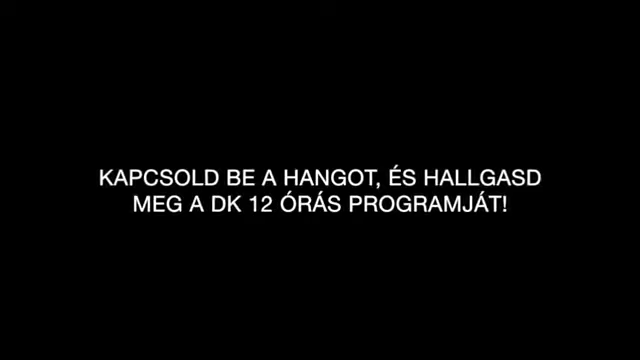 KAPCSOLD BE A HANGOT, ÉS HALLGASD
MEG A DK 12 ÓRÁS PROGRAMJÁT!